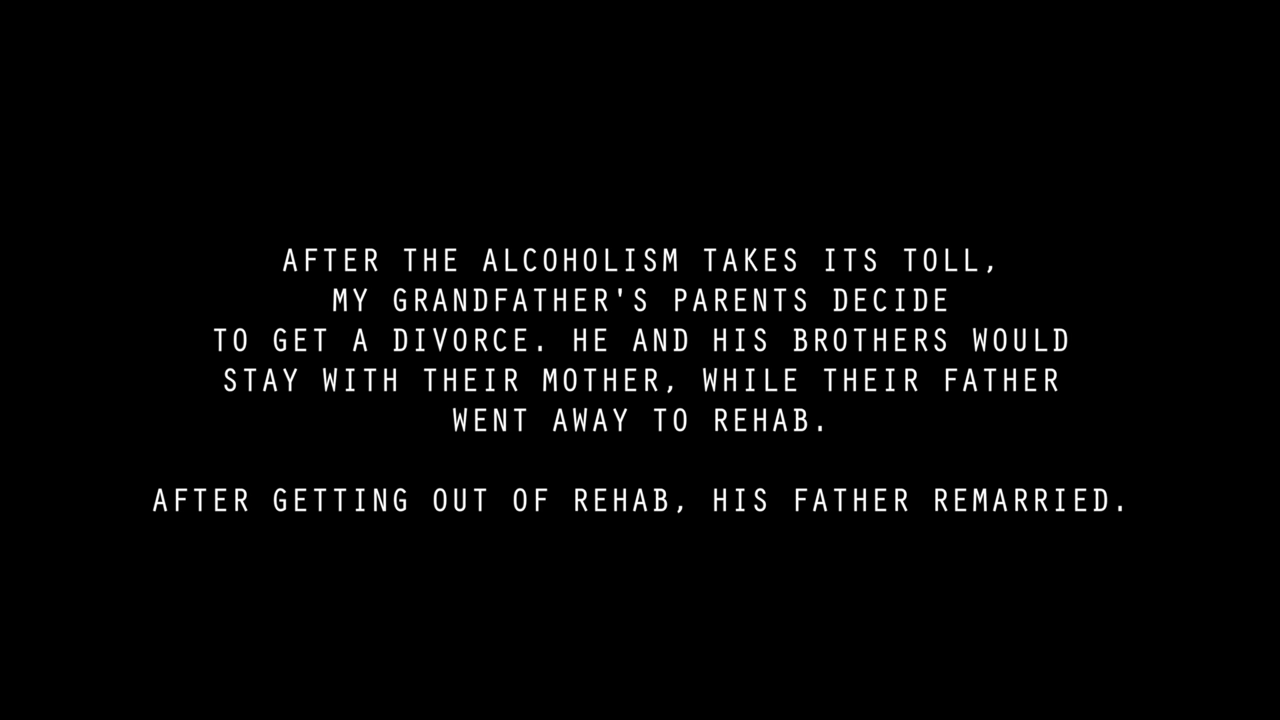 AFTER THE ALCOHOLISM TAKES ITS TOLL,
MY GRANDFATHER'S PARENTS DECIDE
TO GET A DIVORCE. HE AND HIS BROTHERS WOULD
STAY WITH THEIR MOTHER, WHILE THEIR FATHER
WENT AWAY TO REHAB.
AFTER GETTING OUT OF REHAB, HIS FATHER REMARRIED.